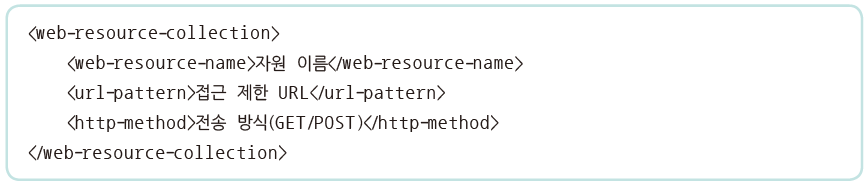 <web-resource-collection>
<web-resource-name>자원 이름</web-resource-name>
<url-pattern>접근 제한 URL</url-pattern>
<http-method>전송 방식(GET/POST)</http-method>
</web-resource-collection>